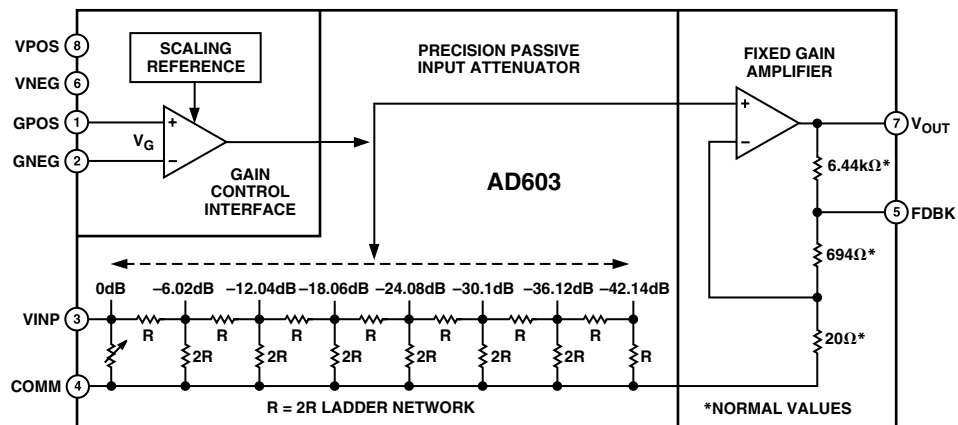 VPOS 8
VNEG 6
GPOS 1
GNEG 2
SCALING
REFERENCE
VG
+
–
GAIN
CONTROL
INTERFACE
PRECISION PASSIVE
INPUT ATTENUATOR
AD603
FIXED GAIN
AMPLIFIER
+
–
7 VOUT
6.44kΩ*
5 FDBK
694Ω*
20Ω*
0dB –6.02dB –12.04dB –18.06dB –24.08dB –30.1dB –36.12dB –42.14dB
VINP 3
R R R R R R R
2R 2R 2R 2R 2R 2R R
COMM 4
R = 2R LADDER NETWORK
*NORMAL VALUES